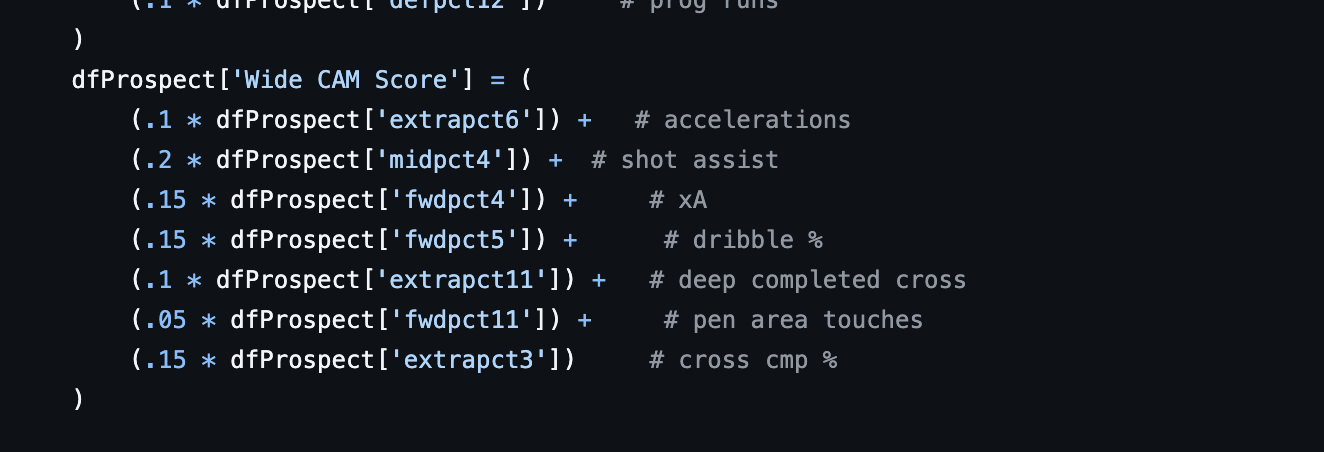 (.1 * dfProspect['defpct12'])     # prog runs
)
dfProspect['Wide CAM Score'] = (
    (.1 * dfProspect['extrapct6']) +   # accelerations
    (.2 * dfProspect['midpct4']) +  # shot assist
    (.15 * dfProspect['fwdpct4']) +     # xA
    (.15 * dfProspect['fwdpct5']) +      # dribble %
    (.1 * dfProspect['extrapct11']) +   # deep completed cross
    (.05 * dfProspect['fwdpct11']) +     # pen area touches
    (.15 * dfProspect['extrapct3'])     # cross cmp %
)